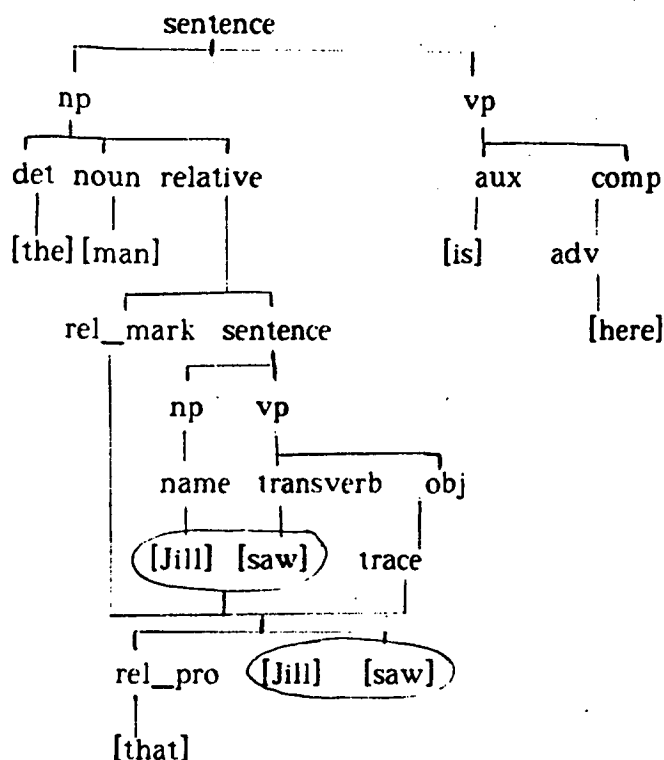 sentence
np vp
det noun relative aux comp
[the] [man] [is] adv
rel_mark sentence [here]
np vp
name transverb obj
[Jill] [saw] trace
rel_pro [Jill] [saw]
[that]